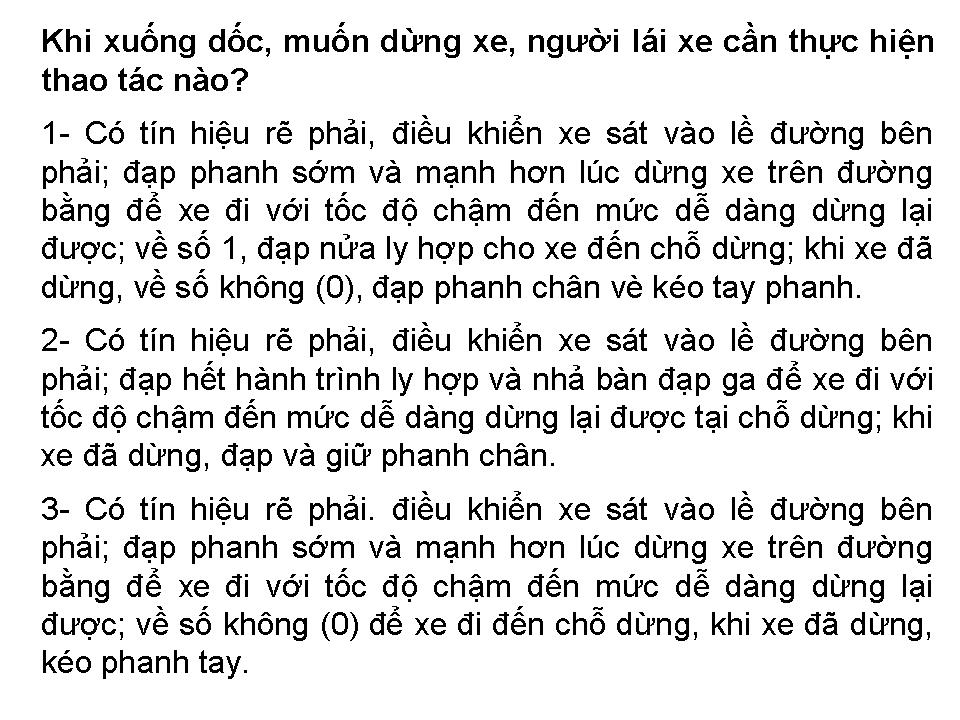 Khi xuống dốc, muốn dừng xe, người lái xe cần thực hiện
thao tác nào?
1- Có tín hiệu rẽ phải, điều khiển xe sát vào lề đường bên
phải; đạp phanh sớm và mạnh hơn lúc dừng xe trên đường
bằng để xe đi với tốc độ chậm đến mức dễ dàng dừng lại
được; về số 1, đạp nửa ly hợp cho xe đến chỗ dừng; khi xe đã
dừng, về số không (0), đạp phanh chân vè kéo tay phanh.
2- Có tín hiệu rẽ phải, điều khiển xe sát vào lề đường bên
phải; đạp hết hành trình ly hợp và nhả bàn đạp ga để xe đi với
tốc độ chậm đến mức dễ dàng dừng lại được tại chỗ dừng; khi
xe đã dừng, đạp và giữ phanh chân.
3- Có tín hiệu rẽ phải. điều khiển xe sát vào lề đường bên
phải; đạp phanh sớm và mạnh hơn lúc dừng xe trên đường
bằng để xe đi với tốc độ chậm đến mức dễ dàng dừng lại
được; về số không (0) để xe đi đến chỗ dừng, khi xe đã dừng,
kéo phanh tay.